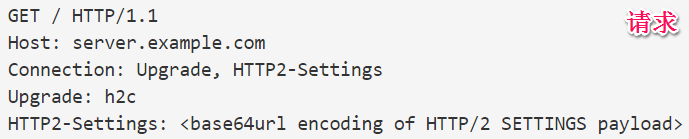 GET / HTTP/1.1
请求
Host: server.example.com
Connection: Upgrade, HTTP2-Settings
Upgrade: h2c
HTTP2-Settings: <base64url encoding of HTTP/2 SETTINGS payload>